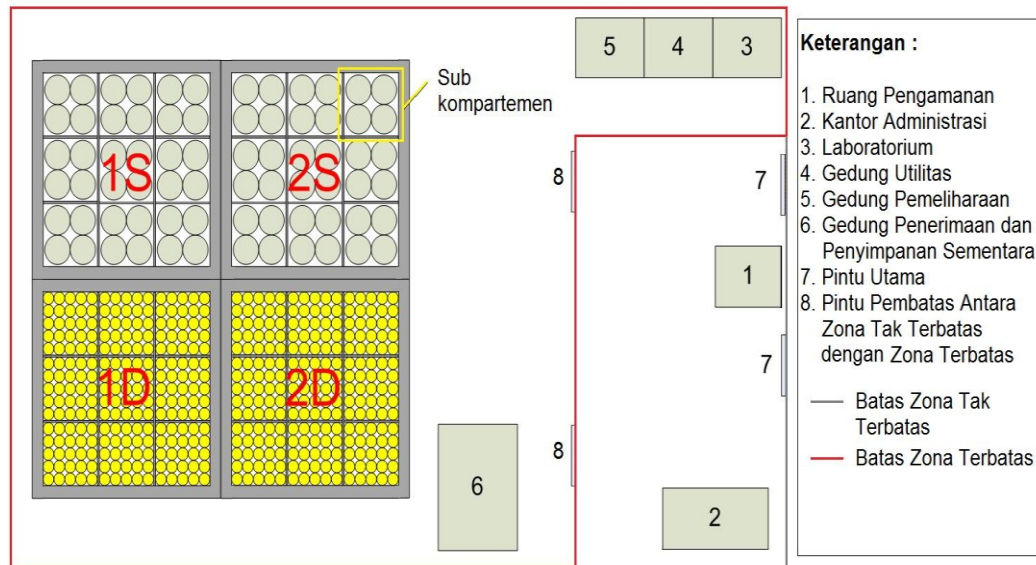 5 4 3
Sub
kompartemen
1S 2S
8
7
1
1D 2D
7
8
6
2
Keterangan :
1. Ruang Pengamanan
2. Kantor Administrasi
3. Laboratorium
4. Gedung Utilitas
5. Gedung Pemeliharaan
6. Gedung Penerimaan dan
Penyimpanan Sementara
7. Pintu Utama
8. Pintu Pembatas Antara
Zona Tak Terbatas
dengan Zona Terbatas
Batas Zona Tak
Terbatas
Batas Zona Terbatas